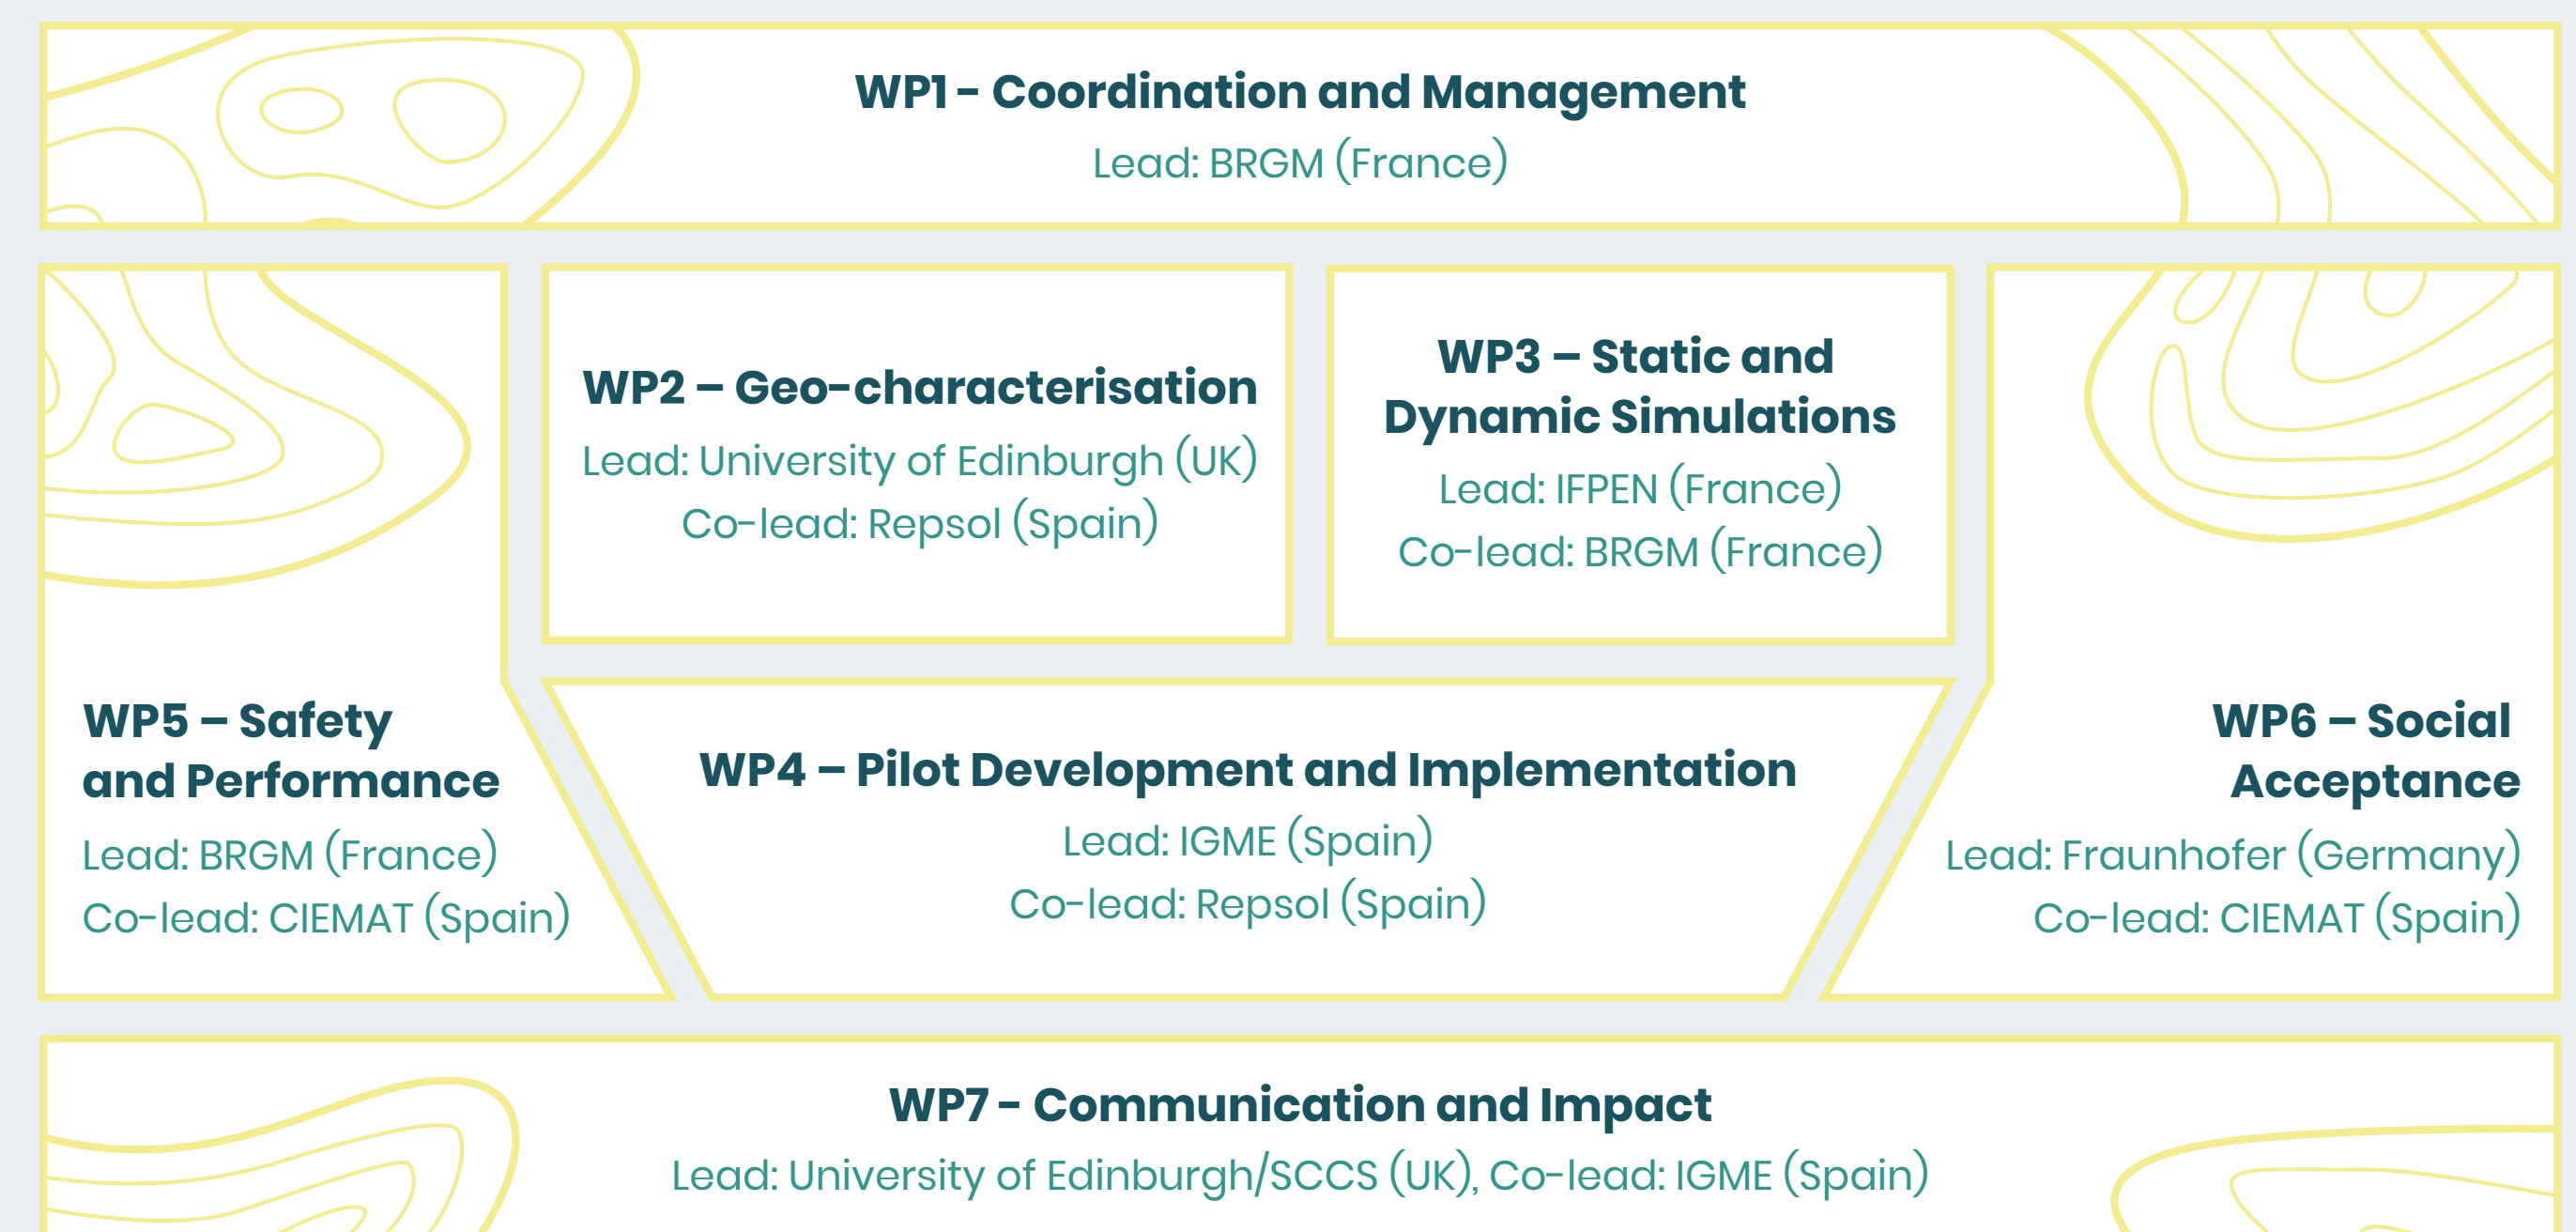 WP1 - Coordination and Management
Lead: BRGM (France)
WP2 – Geo-characterisation
Lead: University of Edinburgh (UK)
Co-lead: Repsol (Spain)
WP3 – Static and
Dynamic Simulations
Lead: IFPEN (France)
Co-lead: BRGM (France)
WP5 – Safety
and Performance
Lead: BRGM (France)
Co-lead: CIEMAT (Spain)
WP4 – Pilot Development and Implementation
Lead: IGME (Spain)
Co-lead: Repsol (Spain)
WP6 – Social
Acceptance
Lead: Fraunhofer (Germany)
Co-lead: CIEMAT (Spain)
WP7 - Communication and Impact
Lead: University of Edinburgh/SCCS (UK), Co-lead: IGME (Spain)